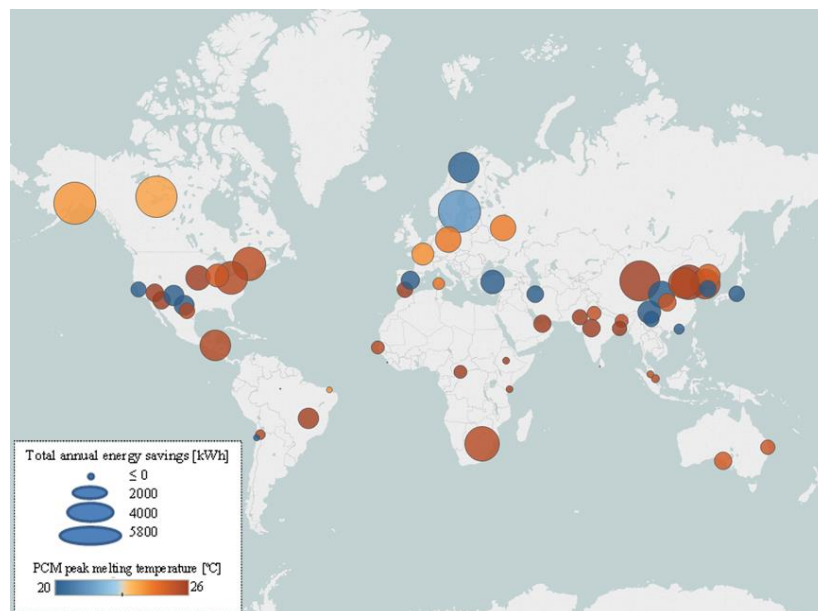 Total annual energy savings [kWh]
≤ 0
2000
4000
5800
PCM peak melting temperature [°C]
20 26